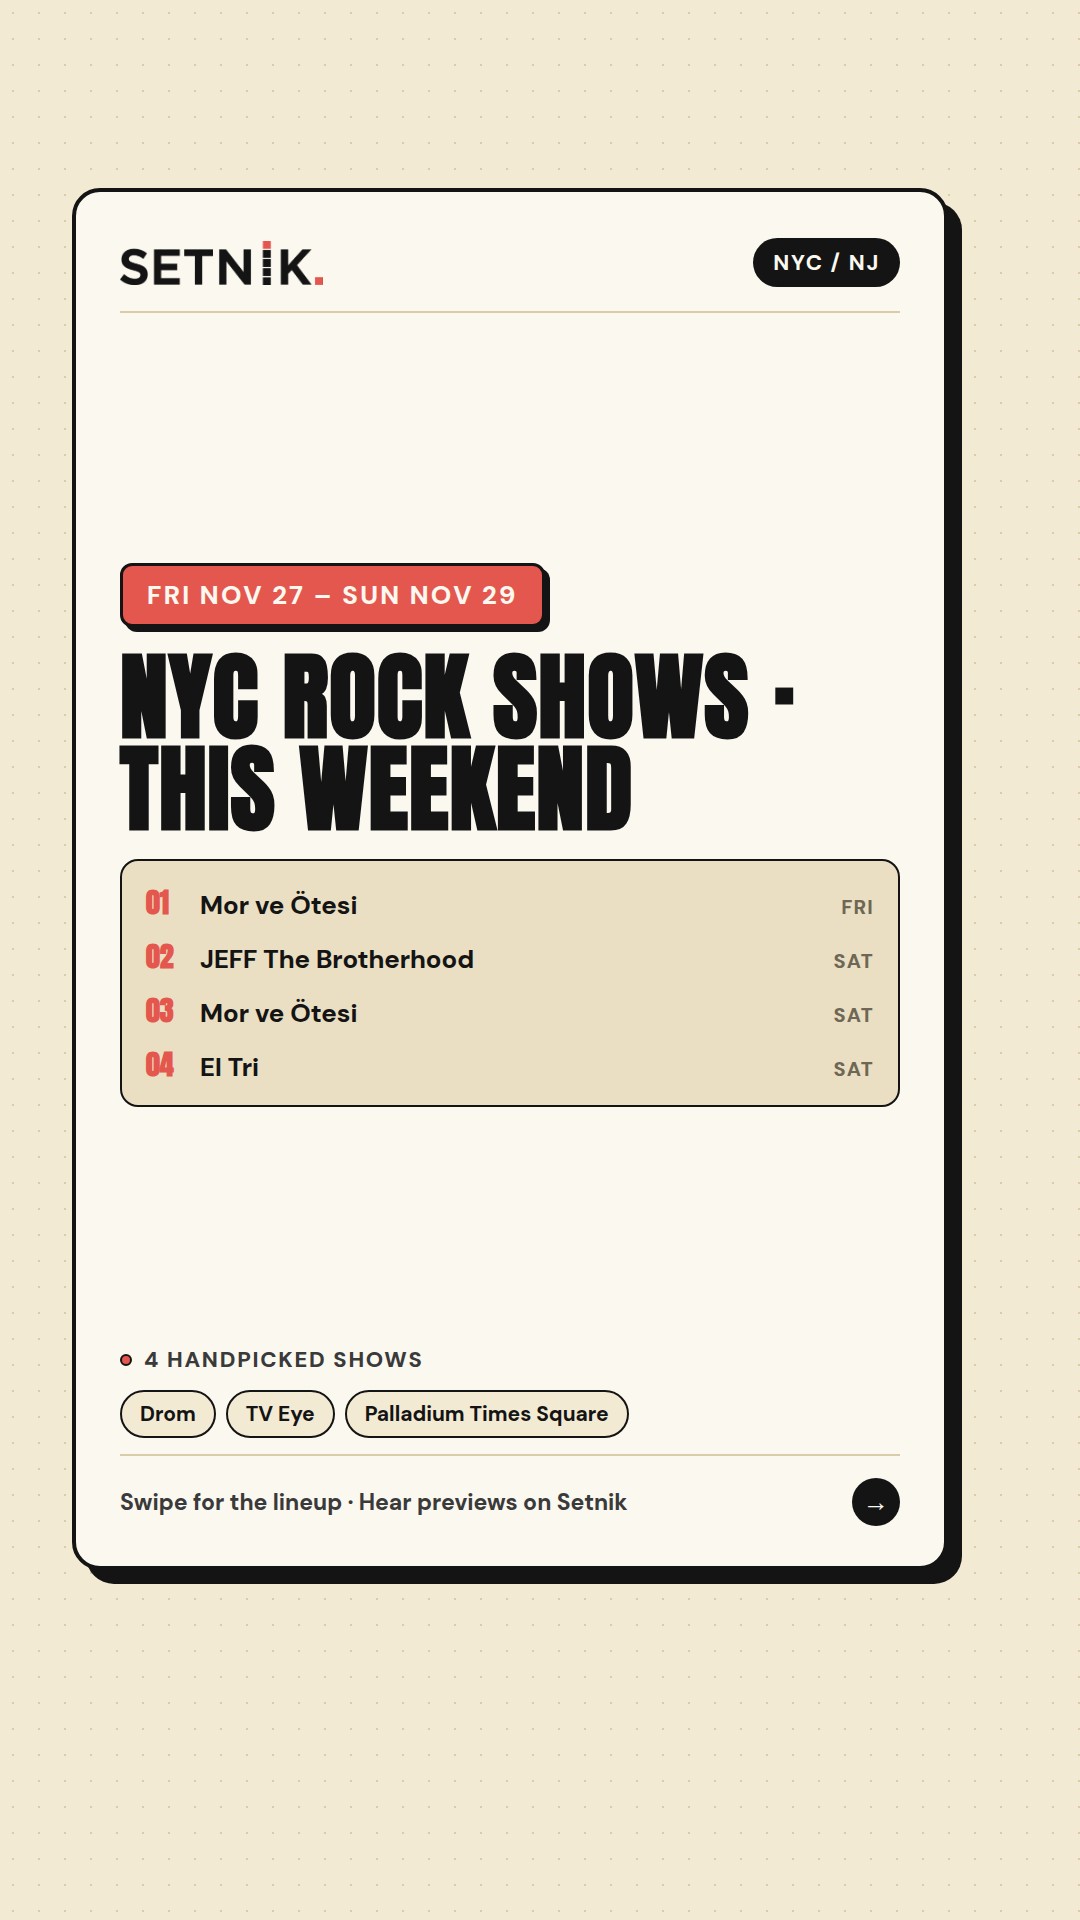 SETNIK.
NYC / NJ
FRI NOV 27 – SUN NOV 29
NYC ROCK SHOWS ·
THIS WEEKEND
01 Mor ve Ötesi FRI
02 JEFF The Brotherhood SAT
03 Mor ve Ötesi SAT
04 El Tri SAT
4 HANDPICKED SHOWS
Drom TV Eye Palladium Times Square
Swipe for the lineup · Hear previews on Setnik →